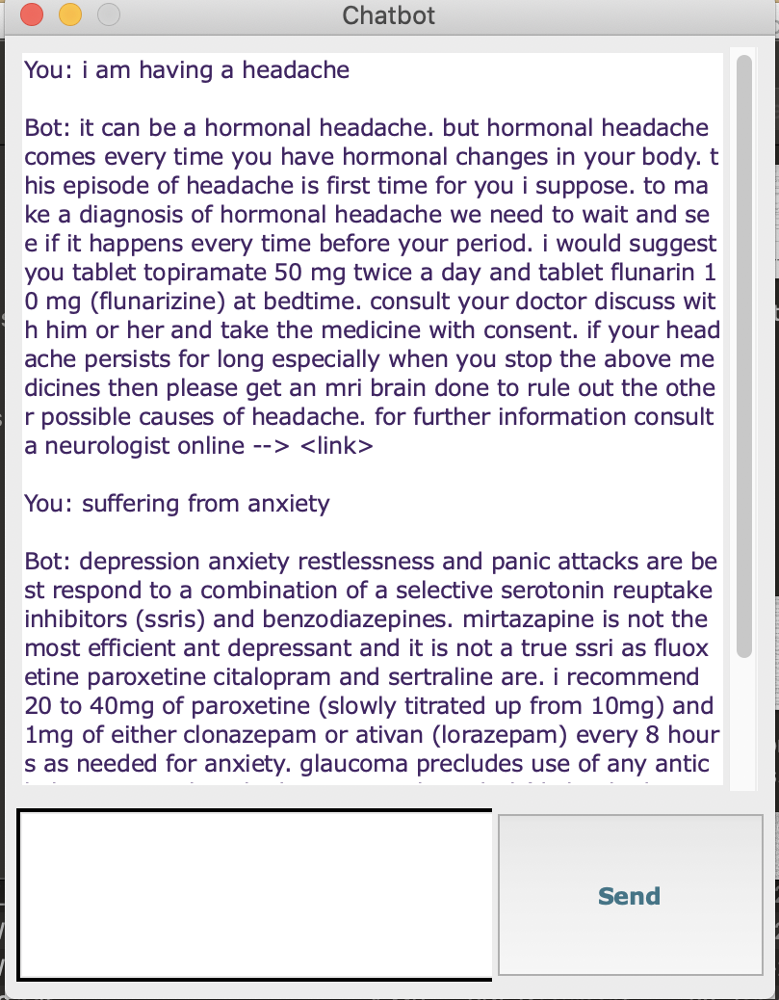 Chatbot
You: i am having a headache
Bot: it can be a hormonal headache. but hormonal headache
comes every time you have hormonal changes in your body. t
his episode of headache is first time for you i suppose. to ma
ke a diagnosis of hormonal headache we need to wait and se
e if it happens every time before your period. i would suggest
you tablet topiramate 50 mg twice a day and tablet flunarin 1
0 mg (flunarizine) at bedtime. consult your doctor discuss wit
h him or her and take the medicine with consent. if your head
ache persists for long especially when you stop the above me
dicines then please get an mri brain done to rule out the othe
r possible causes of headache. for further information consult
a neurologist online --> <link>
You: suffering from anxiety
Bot: depression anxiety restlessness and panic attacks are be
st respond to a combination of a selective serotonin reuptake
inhibitors (ssris) and benzodiazepines. mirtazapine is not the
most efficient ant depressant and it is not a true ssri as fluox
etine paroxetine citalopram and sertraline are. i recommend
20 to 40mg of paroxetine (slowly titrated up from 10mg) and
1mg of either clonazepam or ativan (lorazepam) every 8 hour
s as needed for anxiety. glaucoma precludes use of any antic
Send